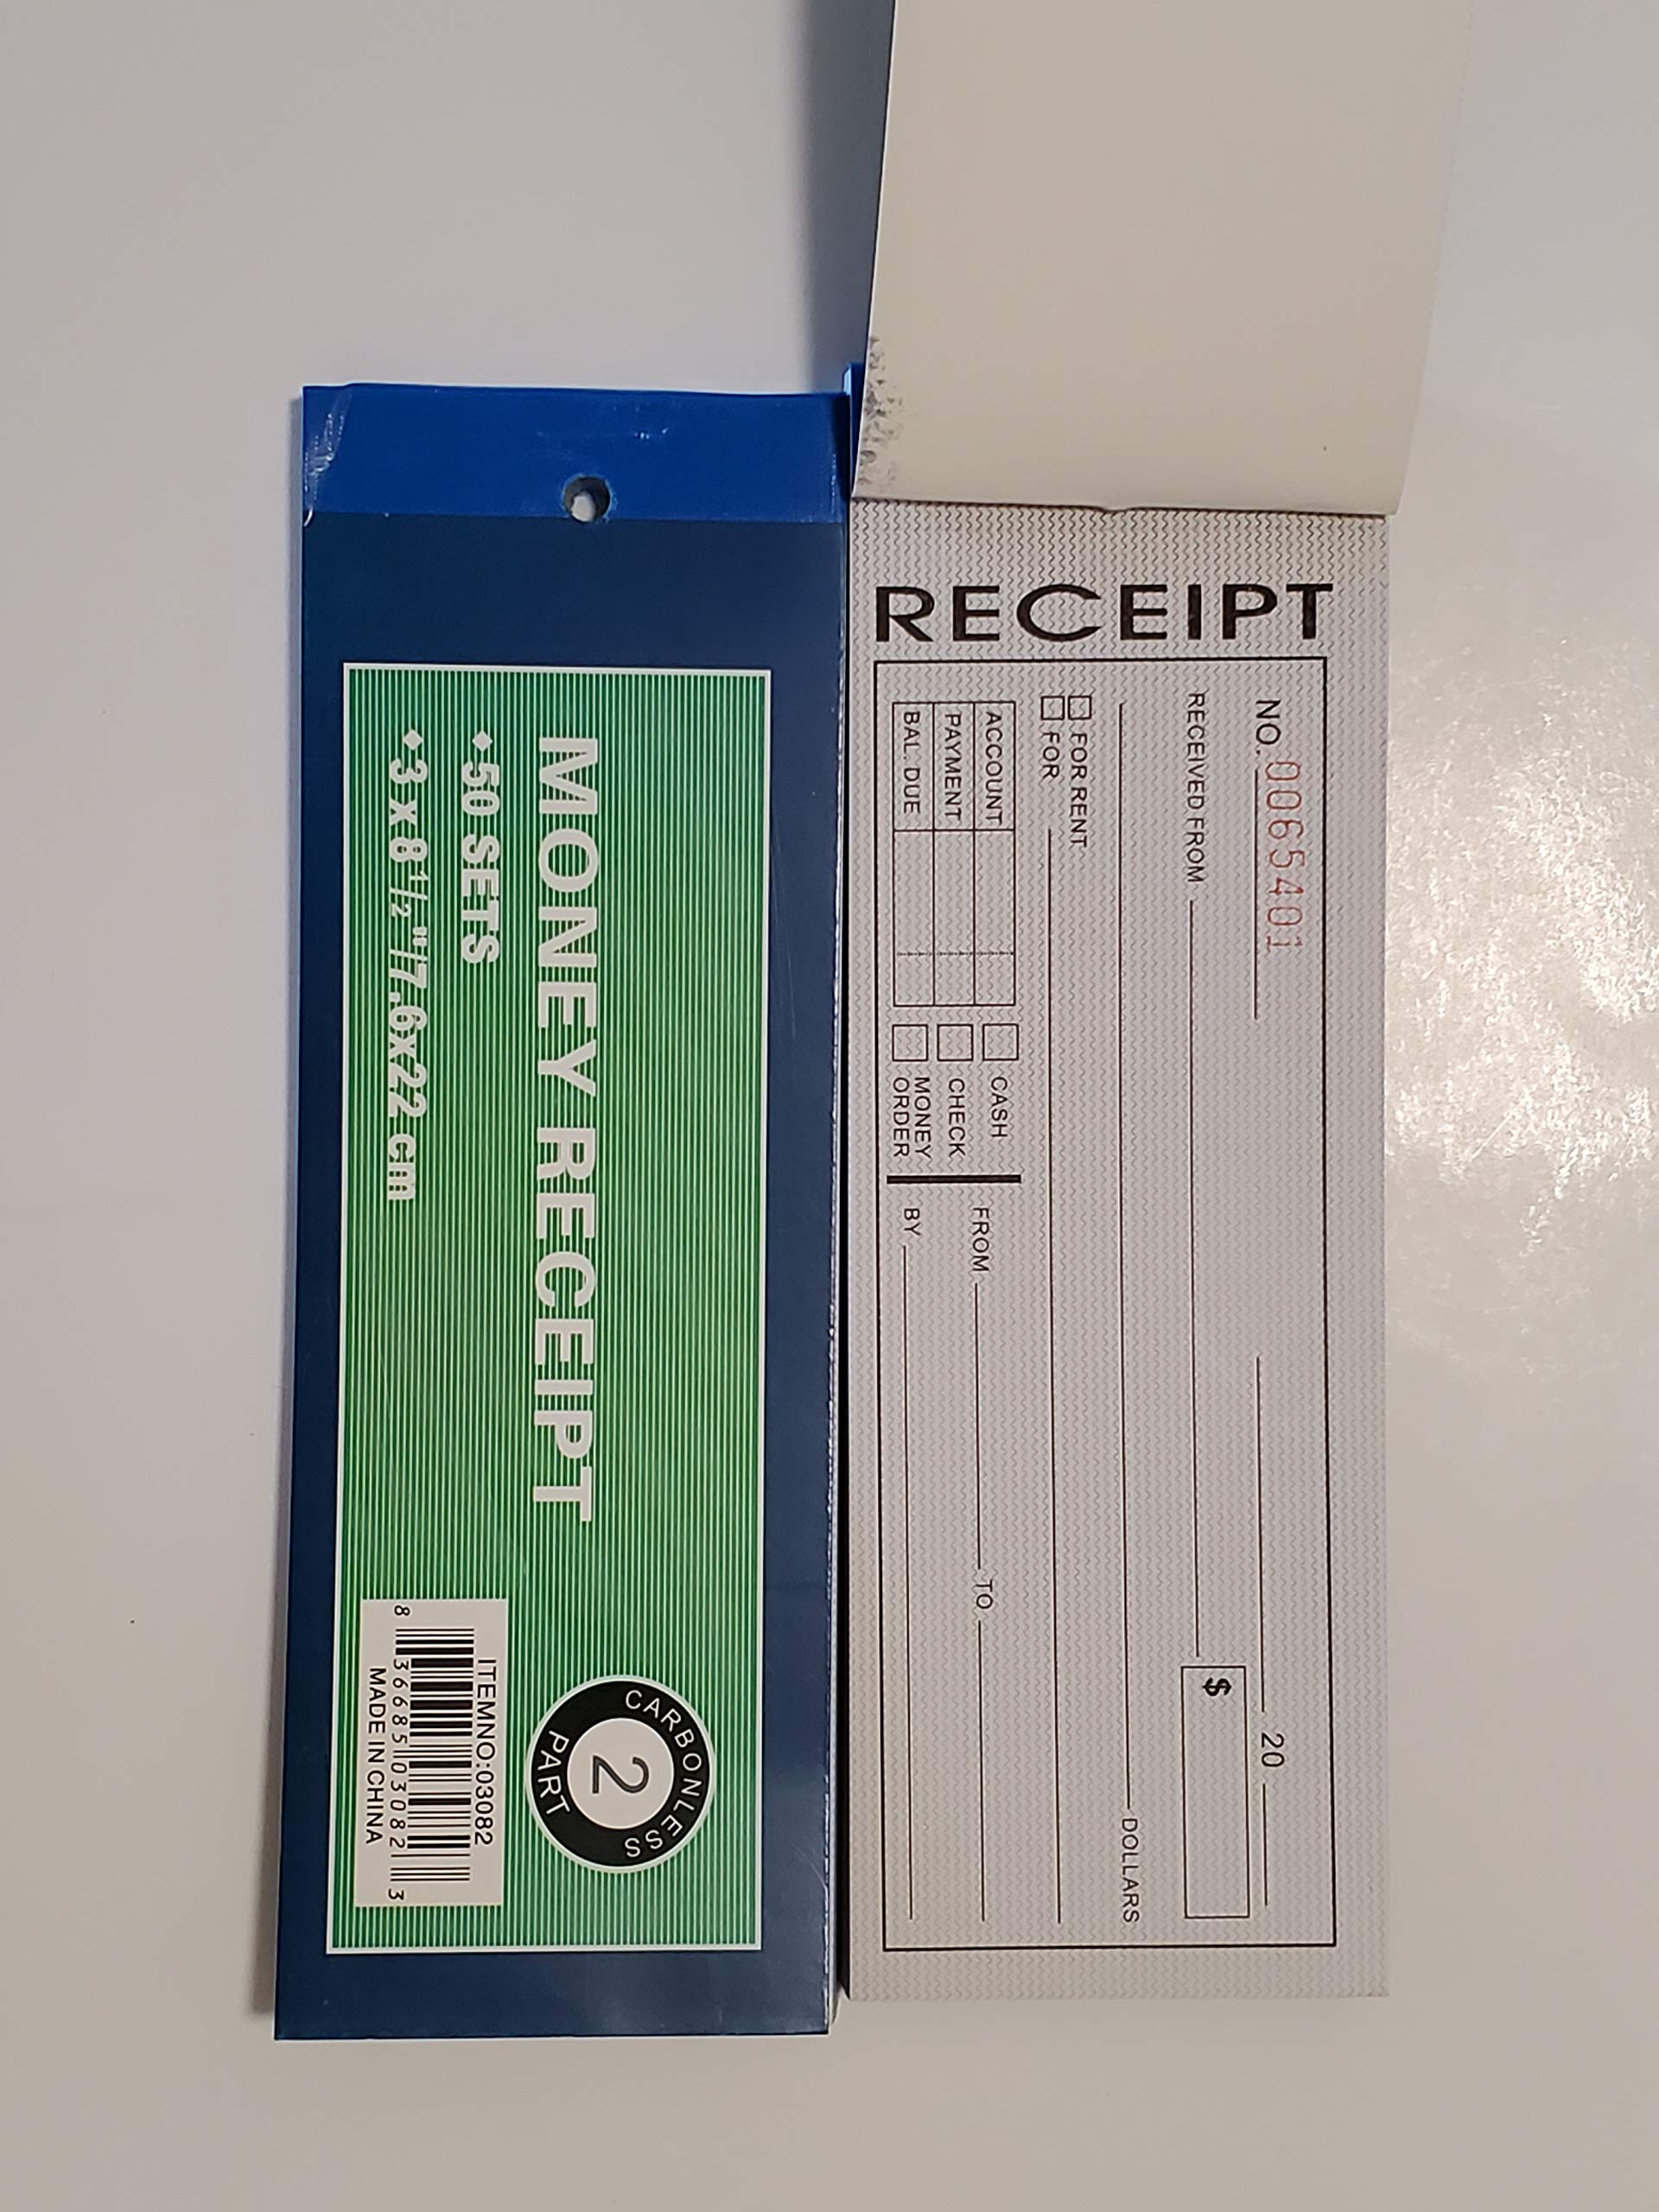 RECEIPT
NO. 0065401
20
RECEIVED FROM
$
DOLLARS
FOR RENT
FOR
ACCOUNT
PAYMENT
BAL. DUE
CASH
CHECK
MONEY
ORDER
FROM
TO
BY
MONEY RECEIPT
◆ 50 SETS
◆ 3 x 8 1/2"/7.6x22 cm
CARBONLESS
2
PART
ITEMNO:03082
8 36685 03082 3
MADE IN CHINA